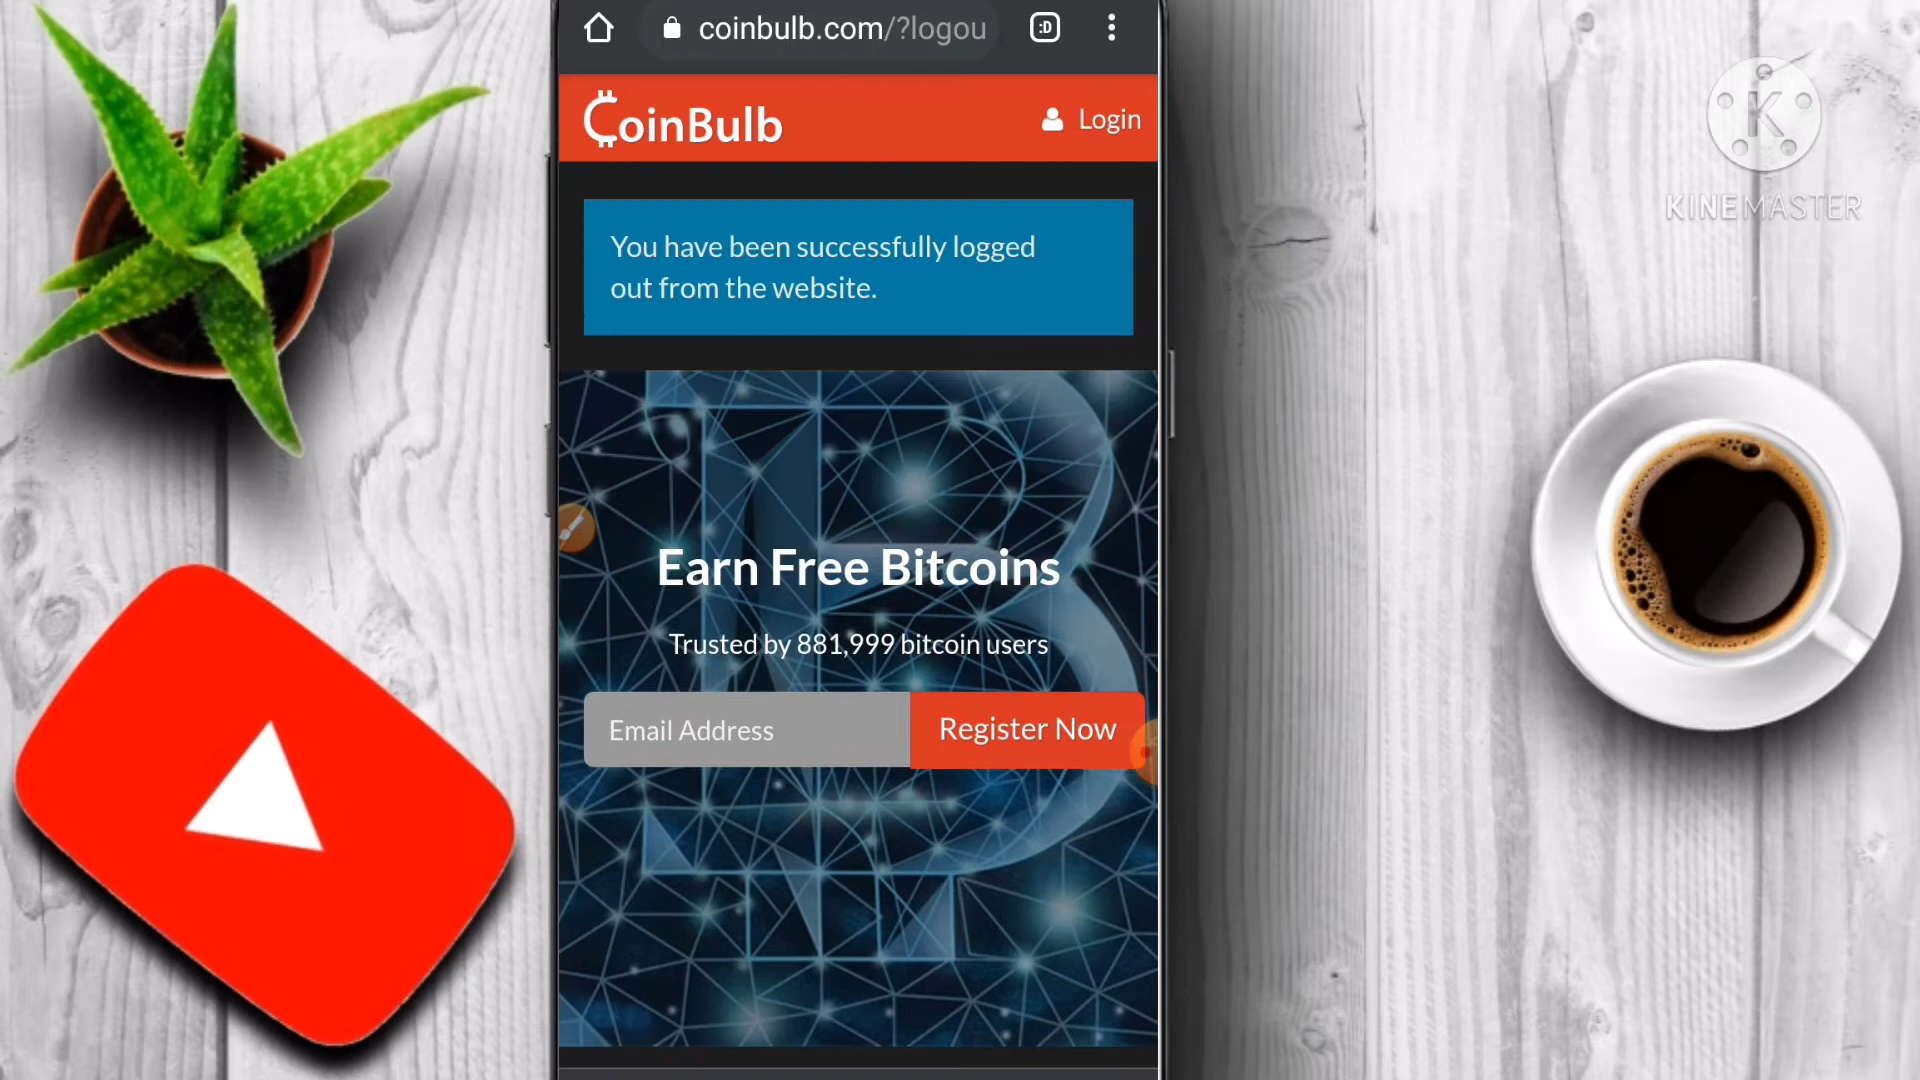 coinbulb.com/?logou
:D
CoinBulb
Login
You have been successfully logged
out from the website.
Earn Free Bitcoins
Trusted by 881,999 bitcoin users
Email Address
Register Now
K
KINEMASTER